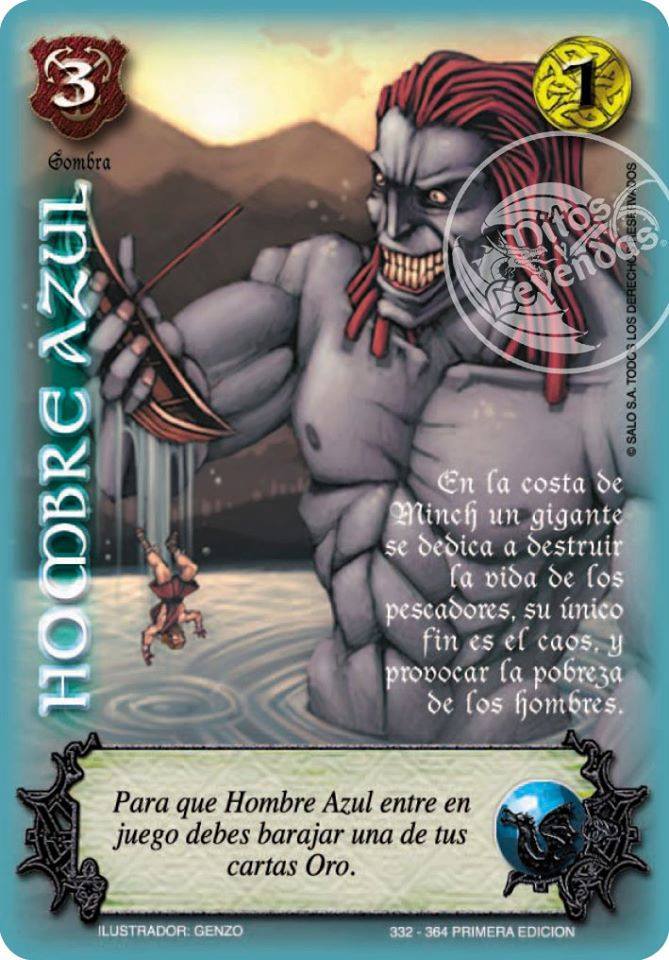 3
1
Sombra
HOMBRE AZUL
Mitos
y
Leyendas
© SALO S.A. TODOS LOS DERECHOS RESERVADOS
En la costa de
Minch un gigante
se dedica a destruir
la vida de los
pescadores, su único
fin es el caos, y
provocar la pobreza
de los hombres.
Para que Hombre Azul entre en
juego debes barajar una de tus
cartas Oro.
ILUSTRADOR: GENZO
332 - 364 PRIMERA EDICION